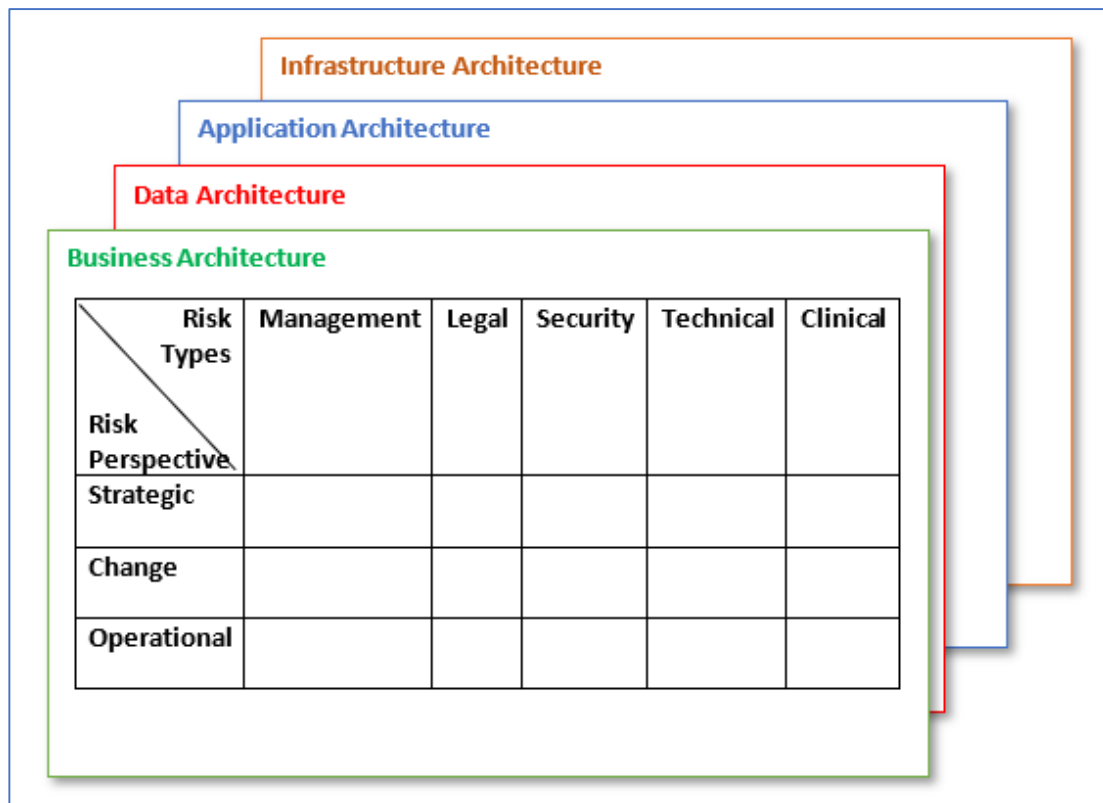 Infrastructure Architecture
Application Architecture
Data Architecture
Business Architecture
Risk Management Legal Security Technical Clinical
Types
Risk
Perspective
Strategic
Change
Operational